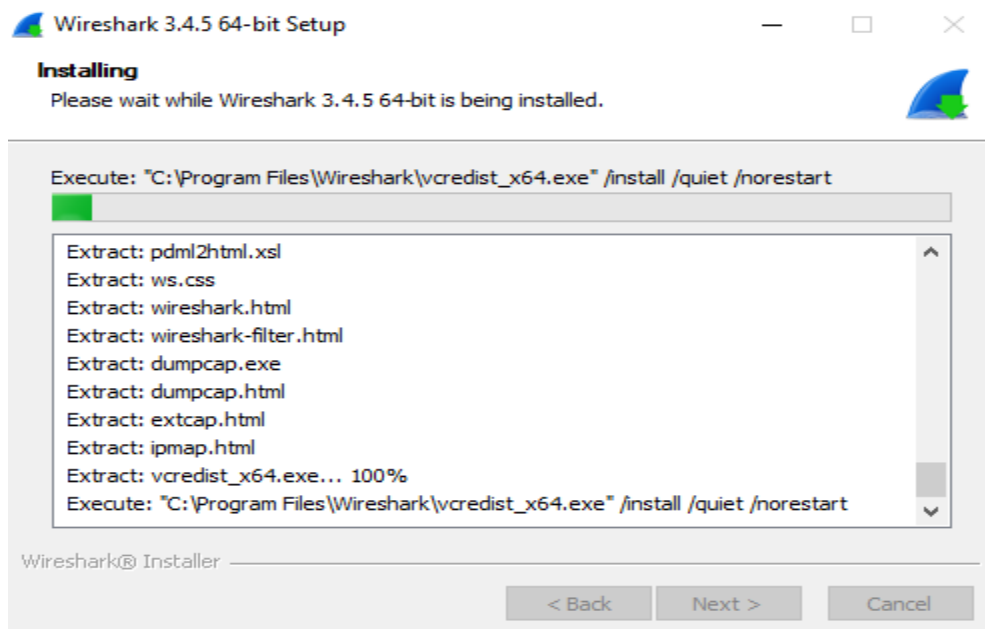 Wireshark 3.4.5 64-bit Setup
Installing
Please wait while Wireshark 3.4.5 64-bit is being installed.
Execute: "C:\Program Files\Wireshark\vcredist_x64.exe" /install /quiet /norestart
Extract: pdml2html.xsl
Extract: ws.css
Extract: wireshark.html
Extract: wireshark-filter.html
Extract: dumpcap.exe
Extract: dumpcap.html
Extract: extcap.html
Extract: ipmap.html
Extract: vcredist_x64.exe... 100%
Execute: "C:\Program Files\Wireshark\vcredist_x64.exe" /install /quiet /norestart
Wireshark® Installer
< Back Next > Cancel